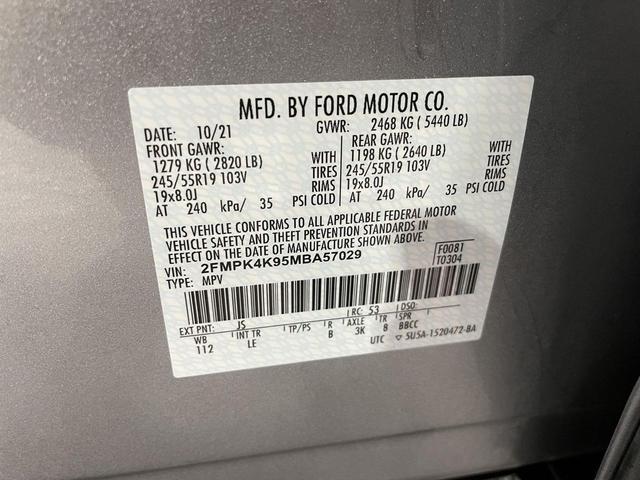 MFD. BY FORD MOTOR CO.
DATE: 10/21 GVWR: 2468 KG ( 5440 LB)
FRONT GAWR: REAR GAWR:
1279 KG ( 2820 LB) WITH 1198 KG ( 2640 LB) WITH
245/55R19 103V TIRES 245/55R19 103V TIRES
19x8.0J RIMS 19x8.0J RIMS
AT 240 kPa/ 35 PSI COLD AT 240 kPa/ 35 PSI COLD
THIS VEHICLE CONFORMS TO ALL APPLICABLE FEDERAL MOTOR
VEHICLE SAFETY AND THEFT PREVENTION STANDARDS IN
EFFECT ON THE DATE OF MANUFACTURE SHOWN ABOVE.
VIN: 2FMPK4K95MBA57029 F0081
TYPE: MPV T0304
EXT PNT: JS RC: 53 DSO:
WB INT TR TP/PS R AXLE TR SPR
112 LE B 3K 8 BBCC
UTC ▽ 5U5A-1520472-BA